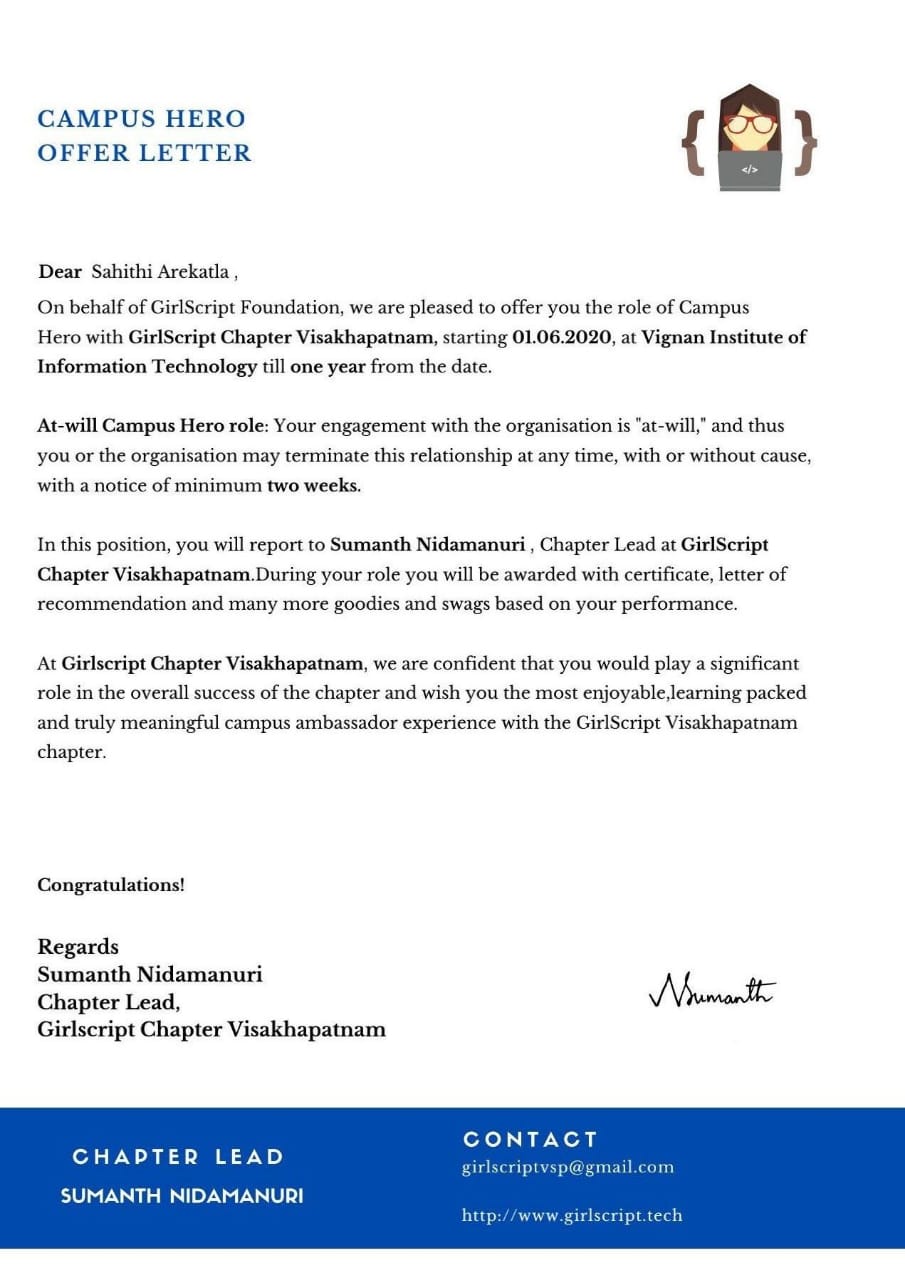 CAMPUS HERO
OFFER LETTER
</>
Dear Sahithi Arekatla ,
On behalf of GirlScript Foundation, we are pleased to offer you the role of Campus
Hero with GirlScript Chapter Visakhapatnam, starting 01.06.2020, at Vignan Institute of
Information Technology till one year from the date.
At-will Campus Hero role: Your engagement with the organisation is "at-will," and thus
you or the organisation may terminate this relationship at any time, with or without cause,
with a notice of minimum two weeks.
In this position, you will report to Sumanth Nidamanuri , Chapter Lead at GirlScript
Chapter Visakhapatnam.During your role you will be awarded with certificate, letter of
recommendation and many more goodies and swags based on your performance.
At Girlscript Chapter Visakhapatnam, we are confident that you would play a significant
role in the overall success of the chapter and wish you the most enjoyable,learning packed
and truly meaningful campus ambassador experience with the GirlScript Visakhapatnam
chapter.
Congratulations!
Regards
Sumanth Nidamanuri
Chapter Lead,
Girlscript Chapter Visakhapatnam
NSumanth
CHAPTER LEAD
SUMANTH NIDAMANURI
CONTACT
girlscriptvsp@gmail.com
http://www.girlscript.tech